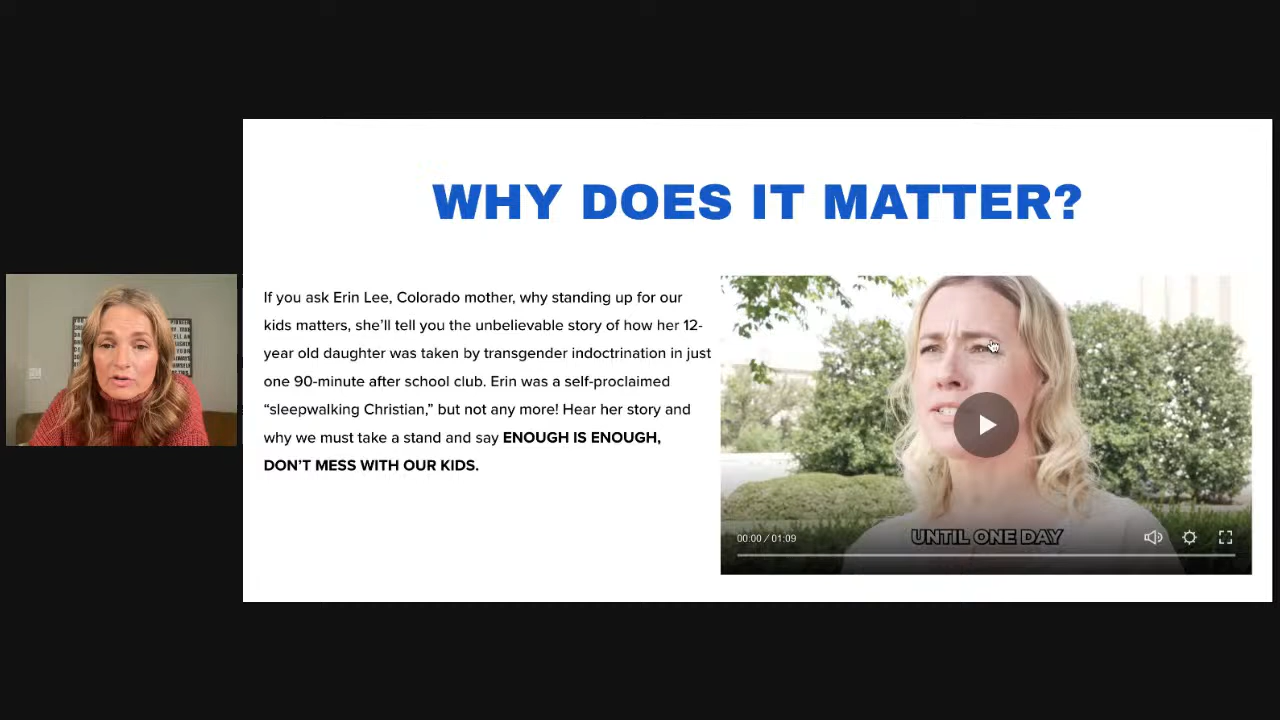 WHY DOES IT MATTER?
If you ask Erin Lee, Colorado mother, why standing up for our
kids matters, she'll tell you the unbelievable story of how her 12-
year old daughter was taken by transgender indoctrination in just
one 90-minute after school club. Erin was a self-proclaimed
“sleepwalking Christian,” but not any more! Hear her story and
why we must take a stand and say ENOUGH IS ENOUGH,
DON'T MESS WITH OUR KIDS.
UNTIL ONE DAY
00:00 / 01:09